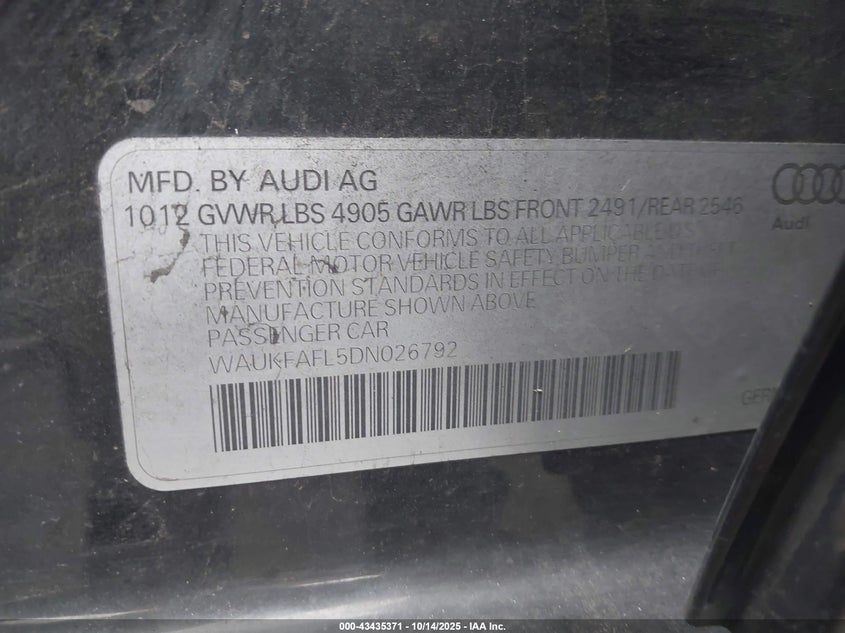 MFD. BY AUDI AG
1012 GVWR LBS 4905 GAWR LBS FRONT 2491/REAR 2546
THIS VEHICLE CONFORMS TO ALL APPLICABLE US
FEDERAL MOTOR VEHICLE SAFETY BUMPER AND THEFT
PREVENTION STANDARDS IN EFFECT ON THE DATE OF
MANUFACTURE SHOWN ABOVE
PASSENGER CAR
WAUKFAFL5DN026792
Audi
000-43435371 - 10/14/2025 - IAA Inc.